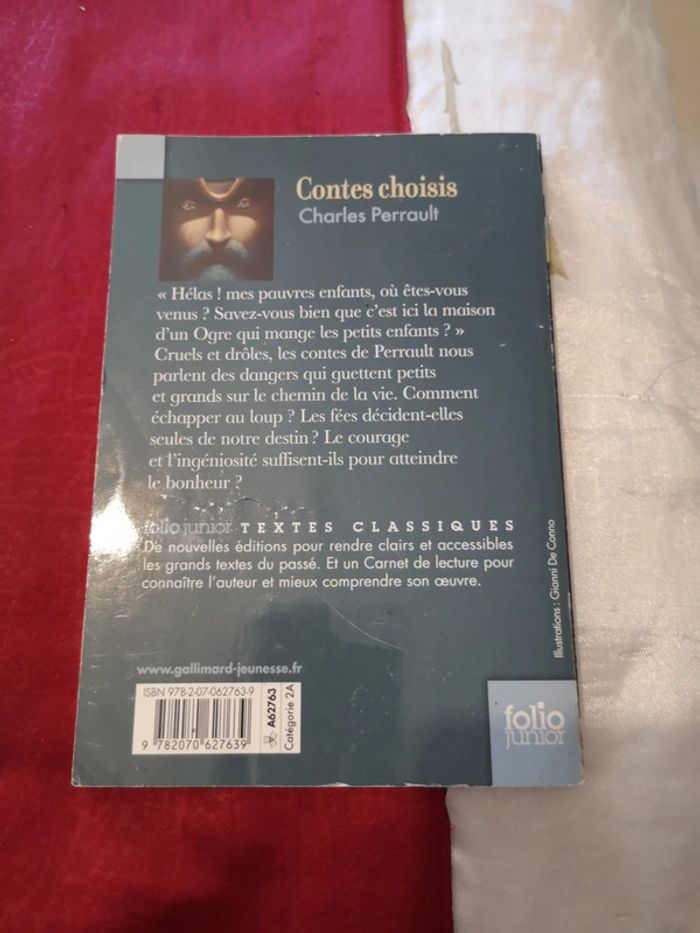 Contes choisis
Charles Perrault
« Hélas ! mes pauvres enfants, où êtes-vous
venus ? Savez-vous bien que c'est ici la maison
d'un Ogre qui mange les petits enfants ? »
Cruels et drôles, les contes de Perrault nous
parlent des dangers qui guettent petits
et grands sur le chemin de la vie. Comment
échapper au loup ? Les fées décident-elles
seules de notre destin ? Le courage
et l'ingéniosité suffisent-ils pour atteindre
le bonheur ?
folio junior TEXTES CLASSIQUES
De nouvelles éditions pour rendre clairs et accessibles
les grands textes du passé. Et un Carnet de lecture pour
connaître l'auteur et mieux comprendre son œuvre.
Illustrations : Gianni De Conno
www.gallimard-jeunesse.fr
ISBN 978-2-07-062763-9
9 782070 627639
A62763
Catégorie 2A
folio
junior